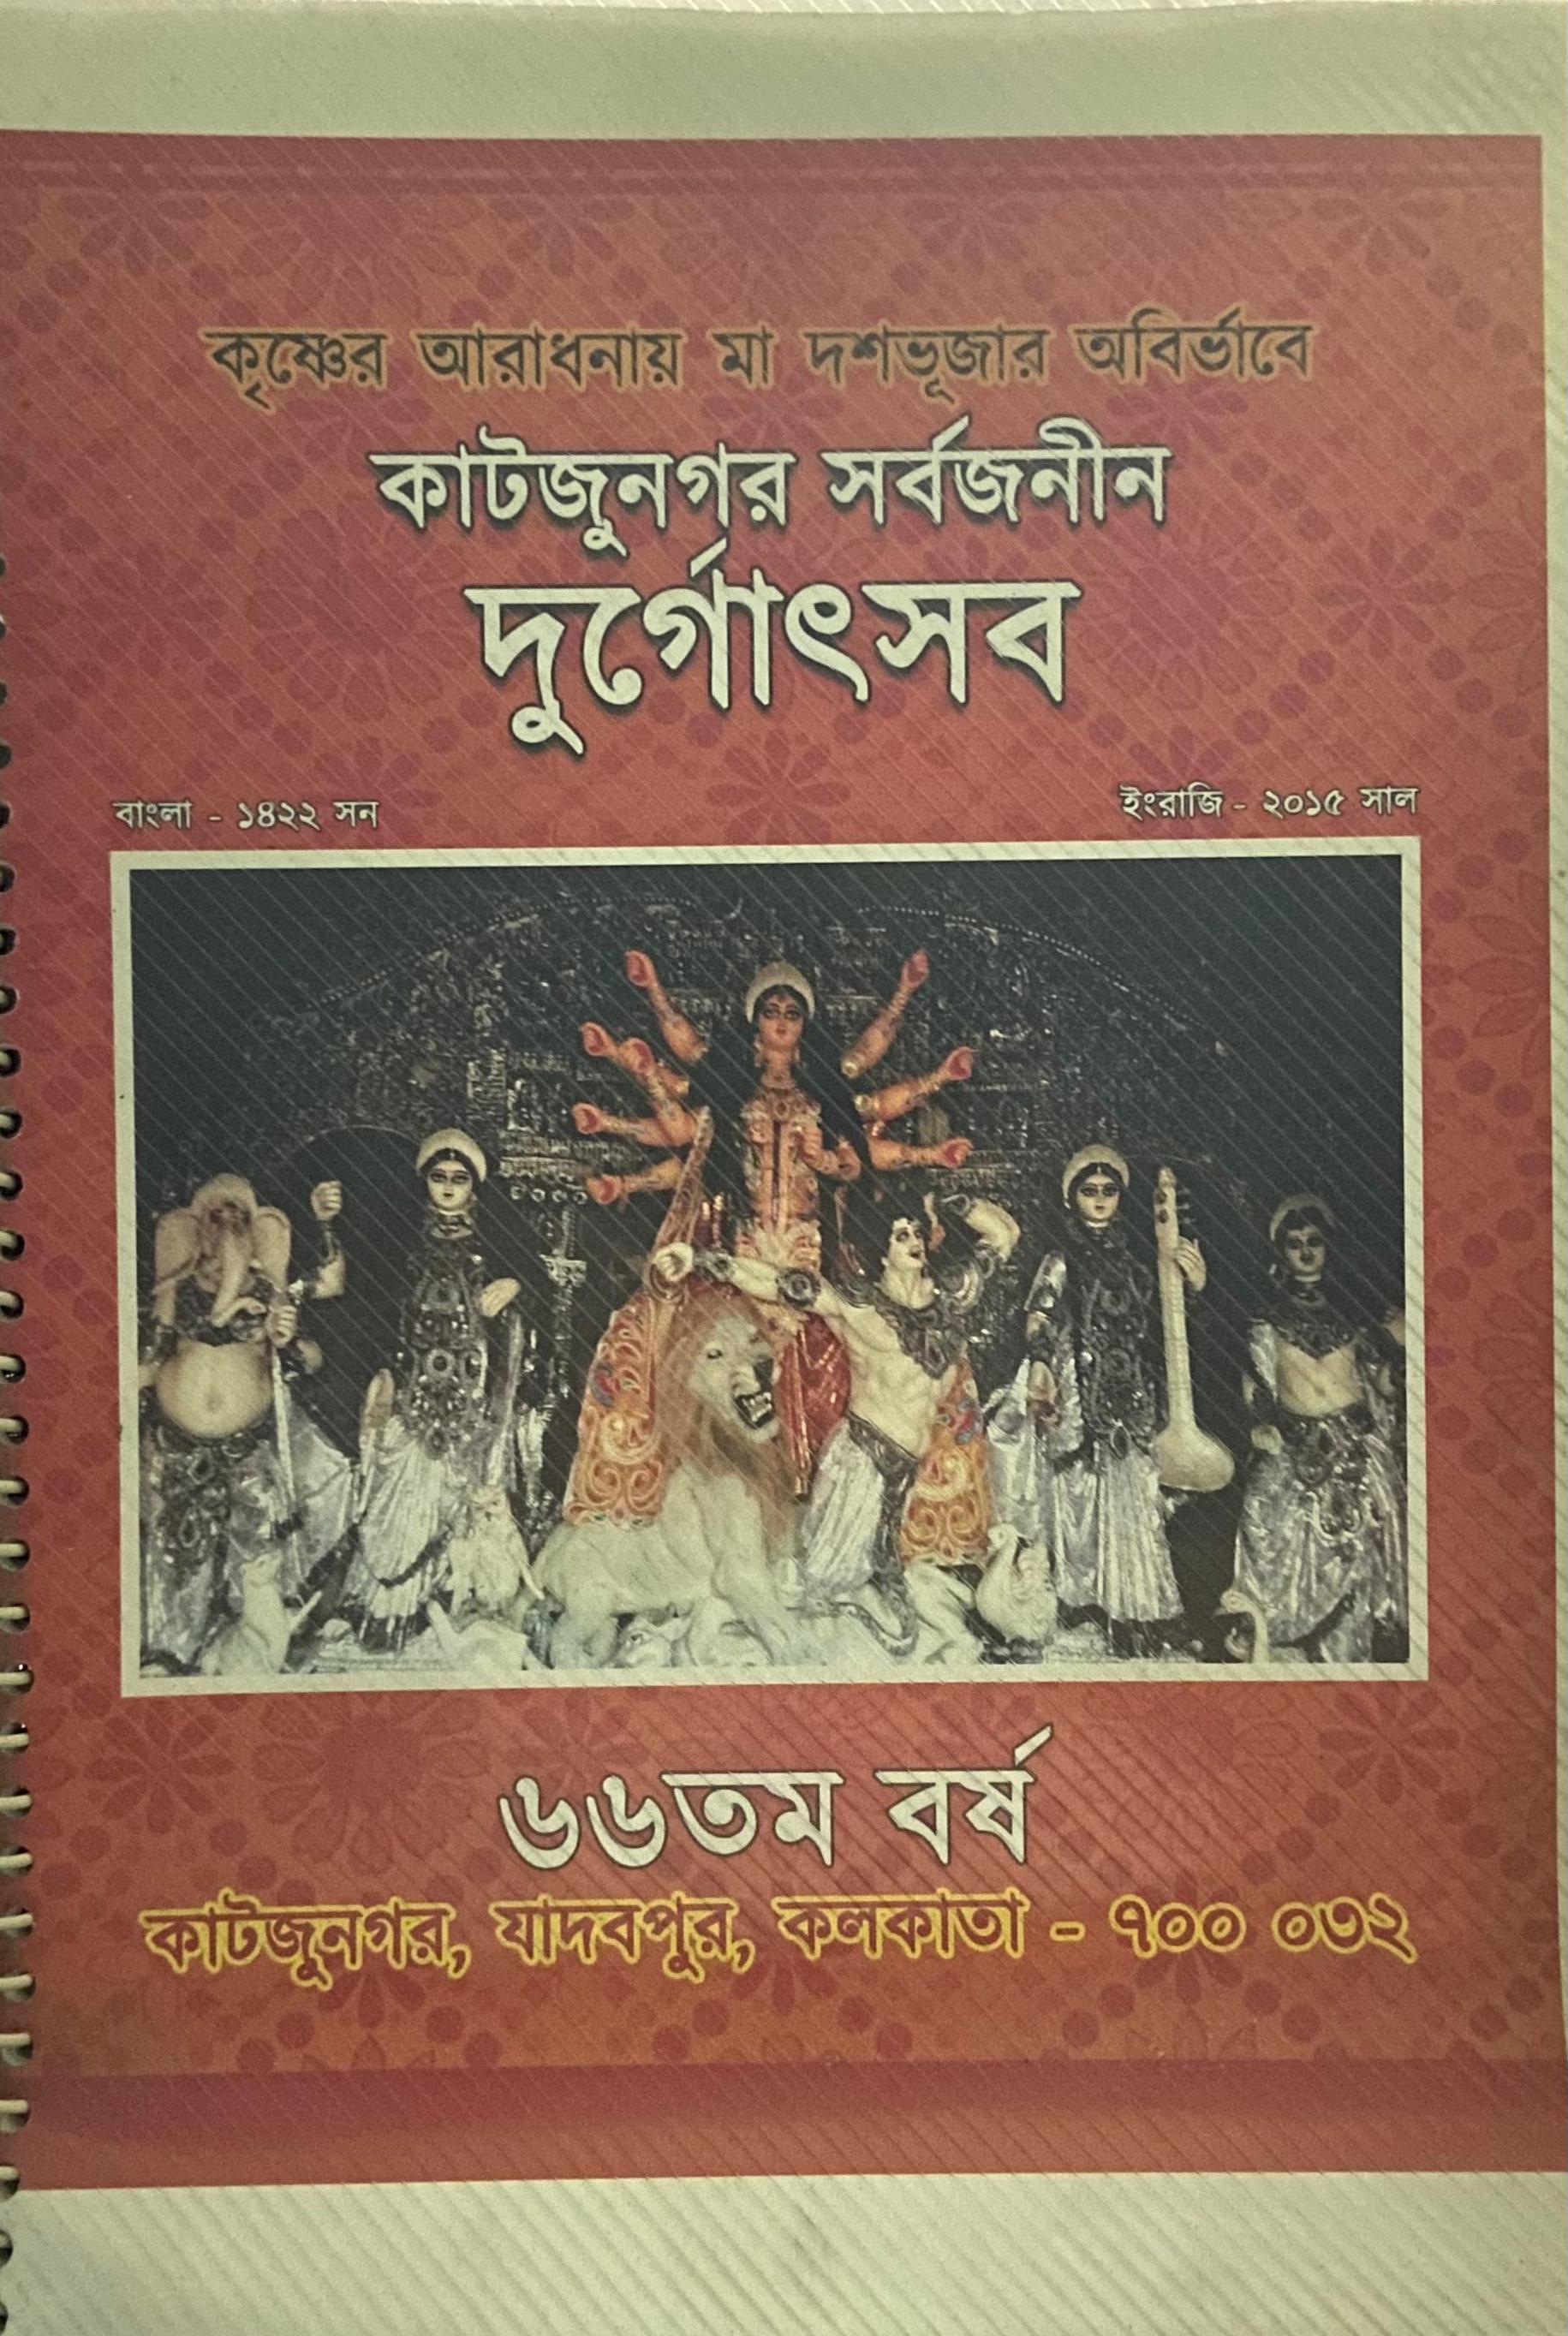 কৃষ্ণের আরাধনায় মা দশভূজার অবির্ভাবে
কাটজুনগর সর্বজনীন
দুর্গোৎসব
বাংলা - ১৪২২ সন
ইংরাজি - ২০১৫ সাল
৬৬তম বর্ষ
কাটজূনগর, যাদবপুর, কলকাতা - ৭০০ ০৩২